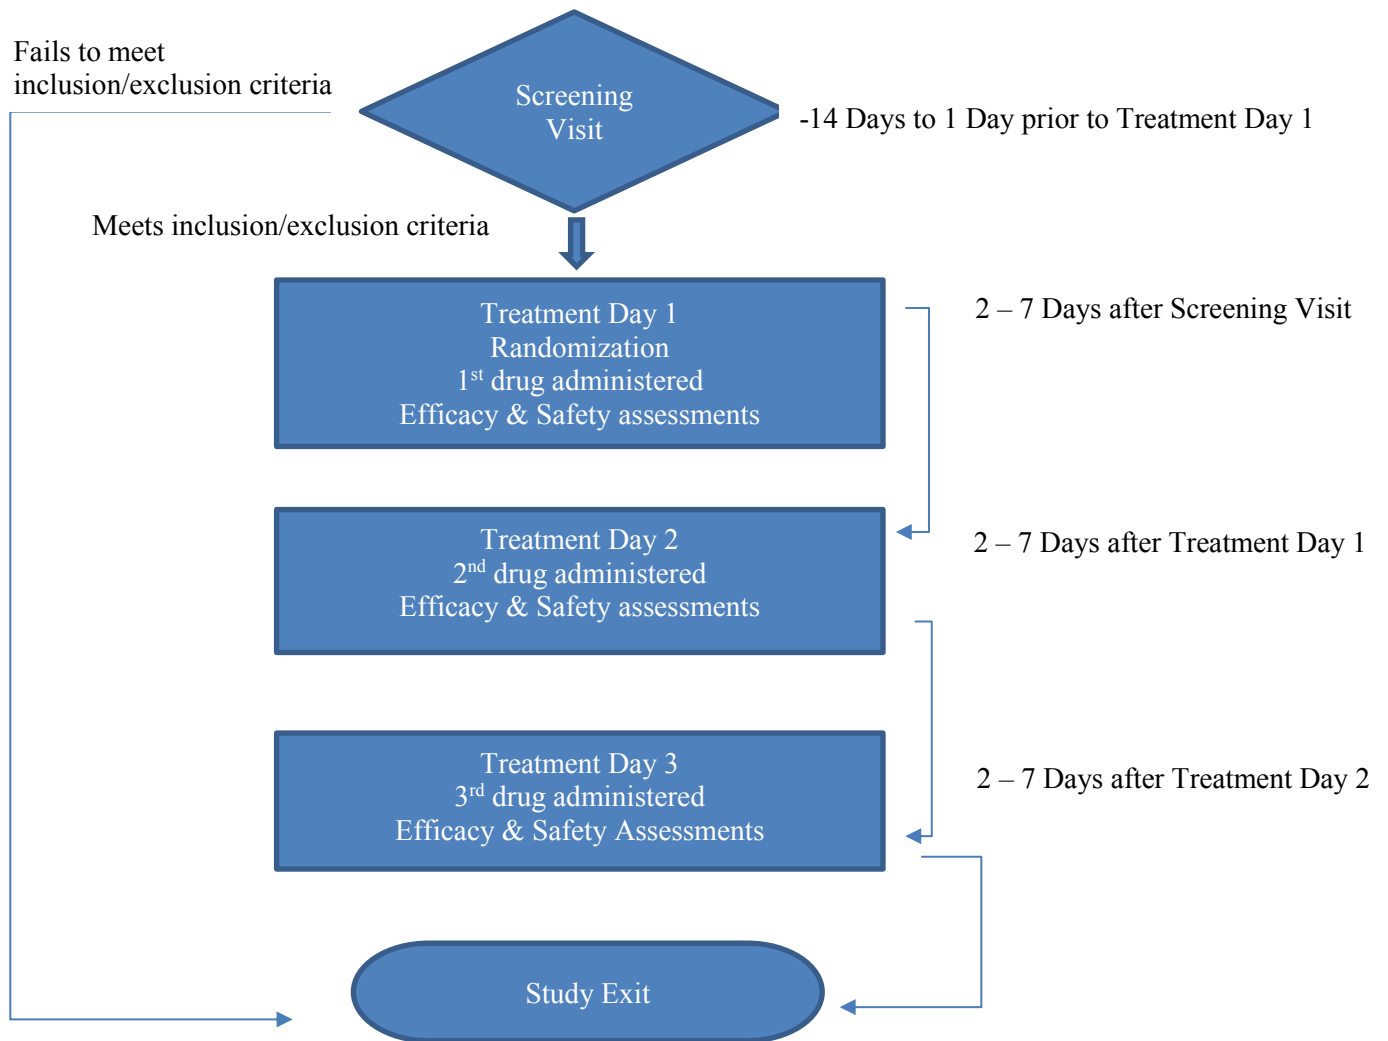 Fails to meet
inclusion/exclusion criteria
Screening
Visit
-14 Days to 1 Day prior to Treatment Day 1
Meets inclusion/exclusion criteria
Treatment Day 1
Randomization
1st drug administered
Efficacy & Safety assessments
2 – 7 Days after Screening Visit
Treatment Day 2
2nd drug administered
Efficacy & Safety assessments
2 – 7 Days after Treatment Day 1
Treatment Day 3
3rd drug administered
Efficacy & Safety Assessments
2 – 7 Days after Treatment Day 2
Study Exit